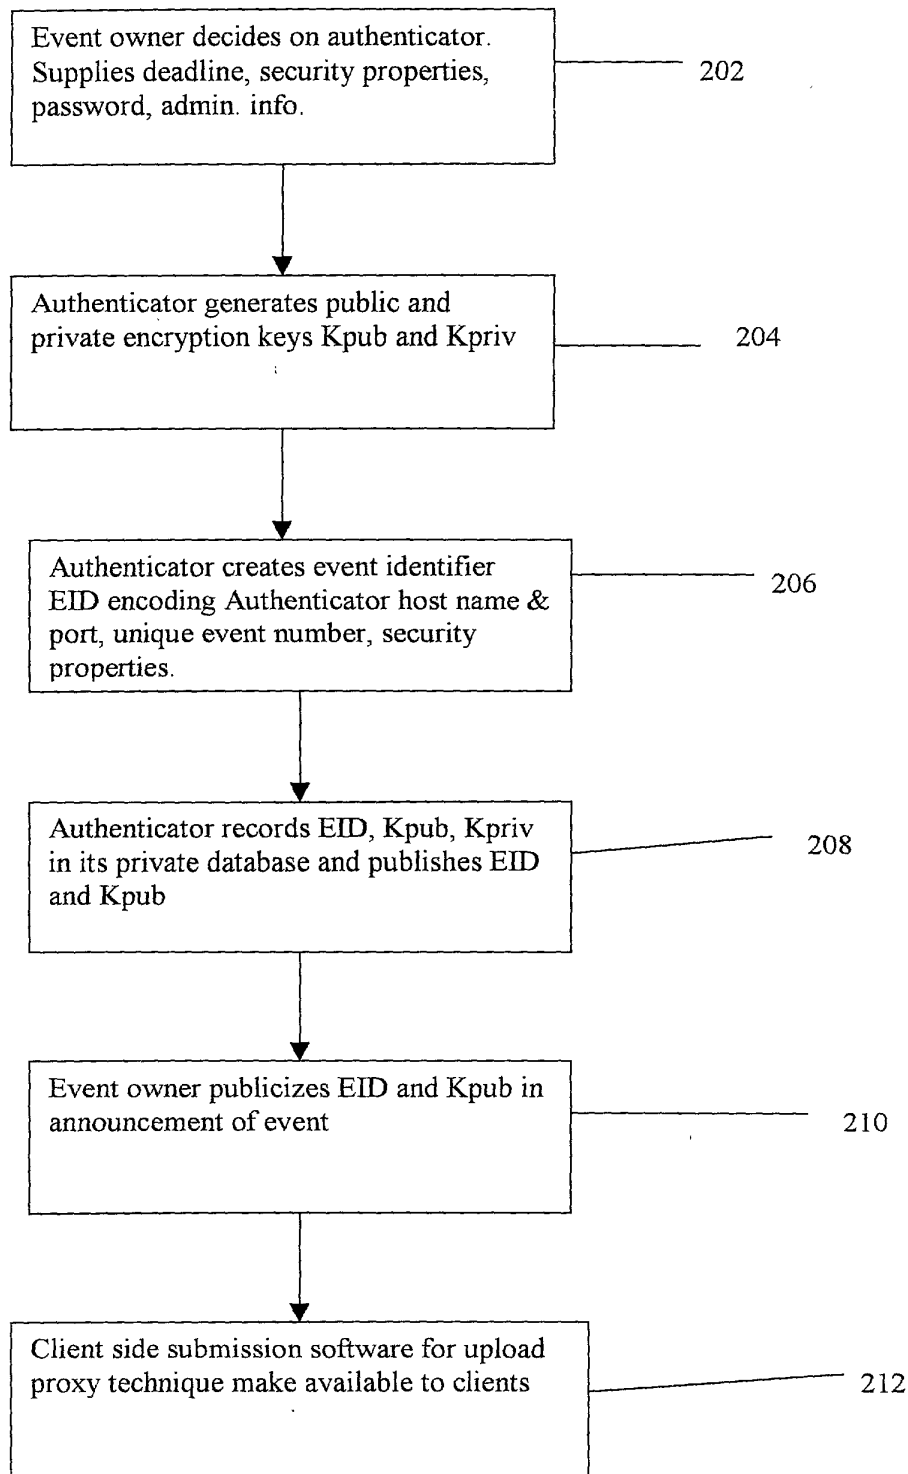 Event owner decides on authenticator.
Supplies deadline, security properties,
password, admin. info.
202
Authenticator generates public and
private encryption keys Kpub and Kpriv
204
Authenticator creates event identifier
EID encoding Authenticator host name &
port, unique event number, security
properties.
206
Authenticator records EID, Kpub, Kpriv
in its private database and publishes EID
and Kpub
208
Event owner publicizes EID and Kpub in
announcement of event
210
Client side submission software for upload
proxy technique make available to clients
212